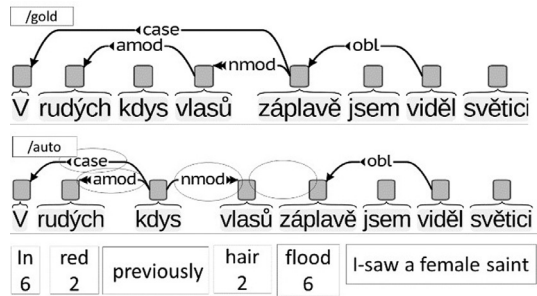 /gold
case
amod obl
nmod
V rudých kdys vlasů záplavě jsem viděl světici
/auto
case obl
amod nmod
V rudých kdys vlasů záplavě jsem viděl světici
In red previously hair flood I-saw a female saint
6 2 2 6